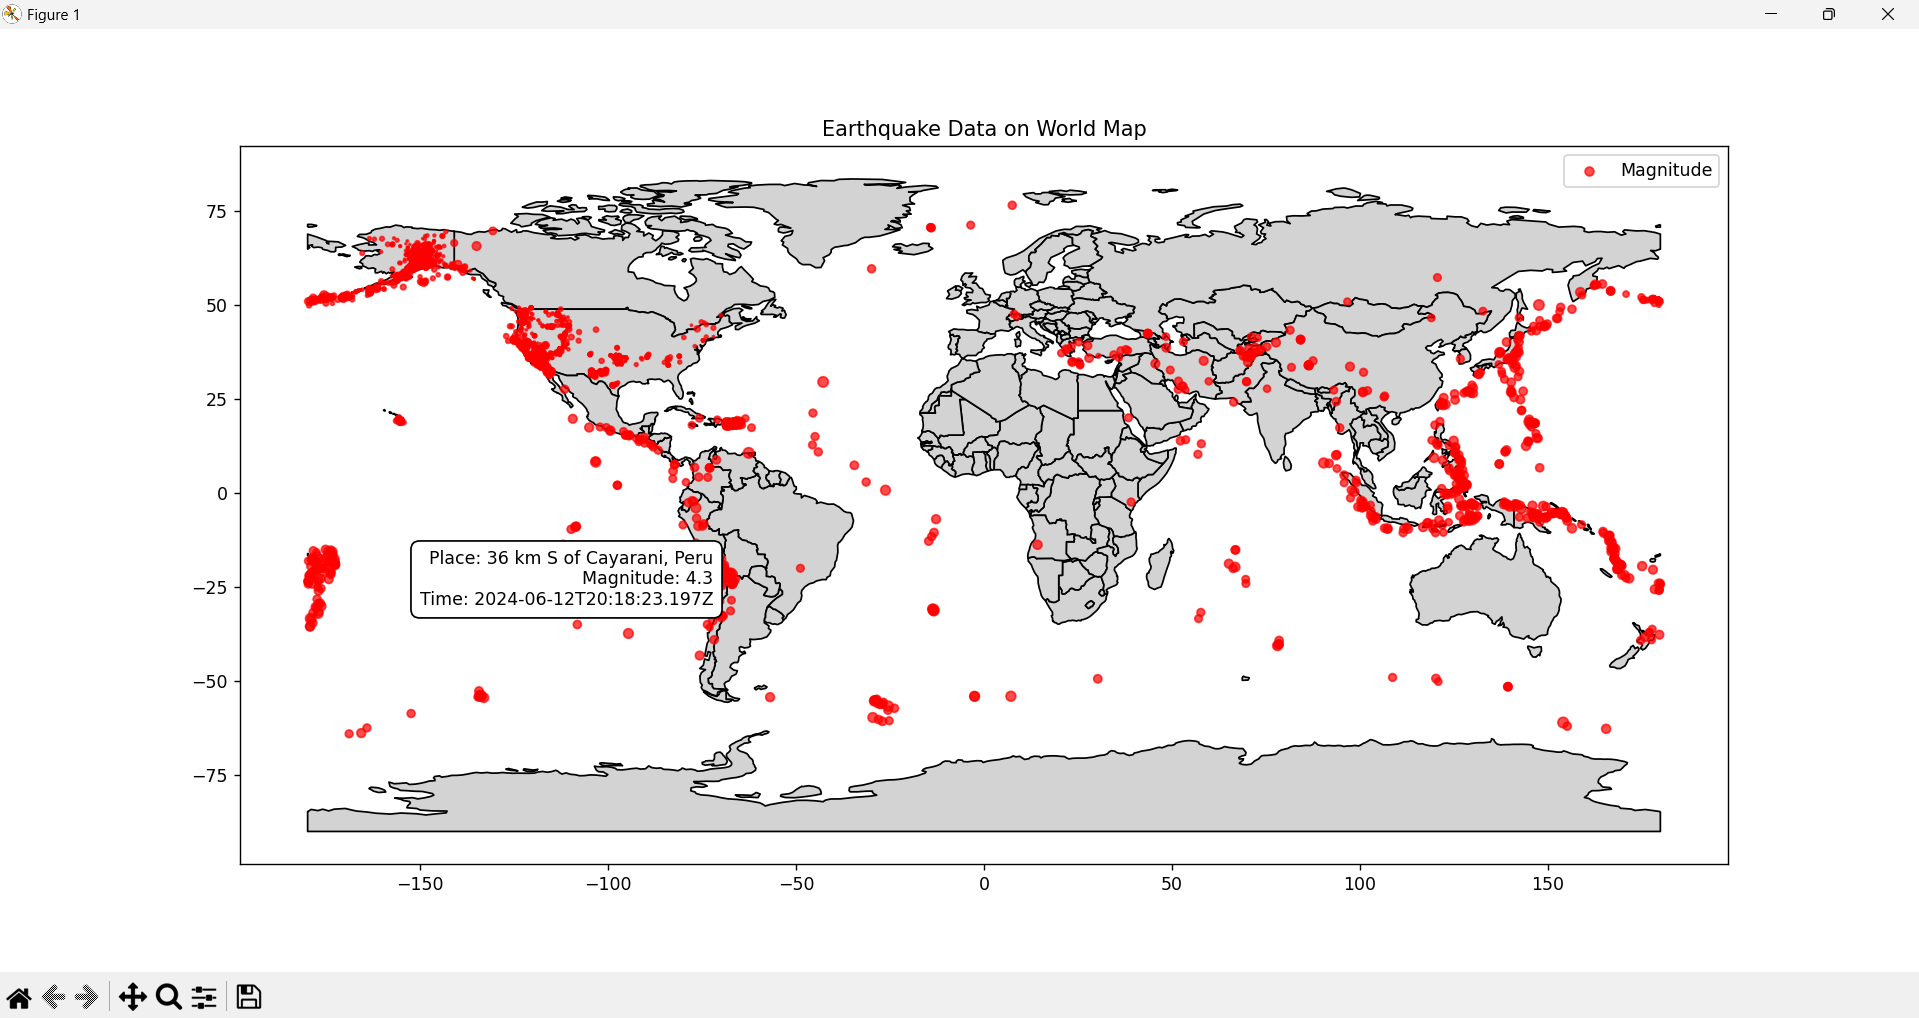 Figure 1
Earthquake Data on World Map
Magnitude
75
50
25
0
−25
−50
−75
Place: 36 km S of Cayarani, Peru
Magnitude: 4.3
Time: 2024-06-12T20:18:23.197Z
−150
−100
−50
0
50
100
150